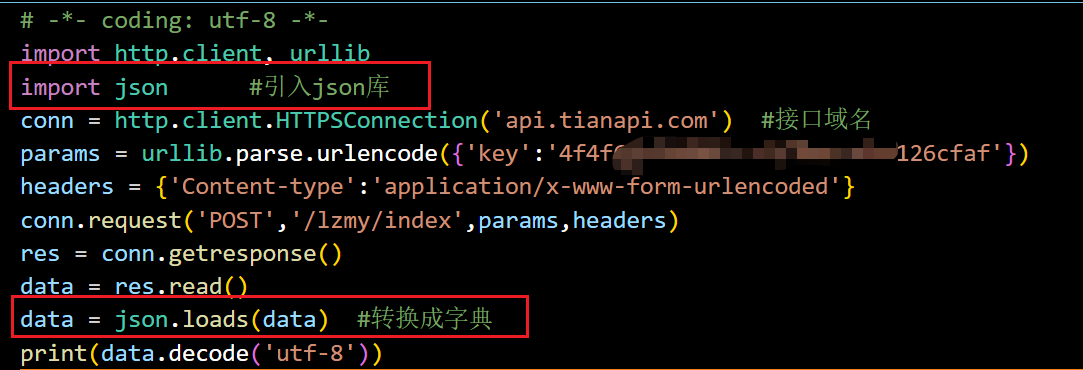 # -*- coding: utf-8 -*-
import http.client, urllib
import json #引入json库
conn = http.client.HTTPSConnection('api.tianapi.com') #接口域名
params = urllib.parse.urlencode({'key':'4f4f 126cfaf'})
headers = {'Content-type':'application/x-www-form-urlencoded'}
conn.request('POST','/lzmy/index',params,headers)
res = conn.getresponse()
data = res.read()
data = json.loads(data) #转换成字典
print(data.decode('utf-8'))